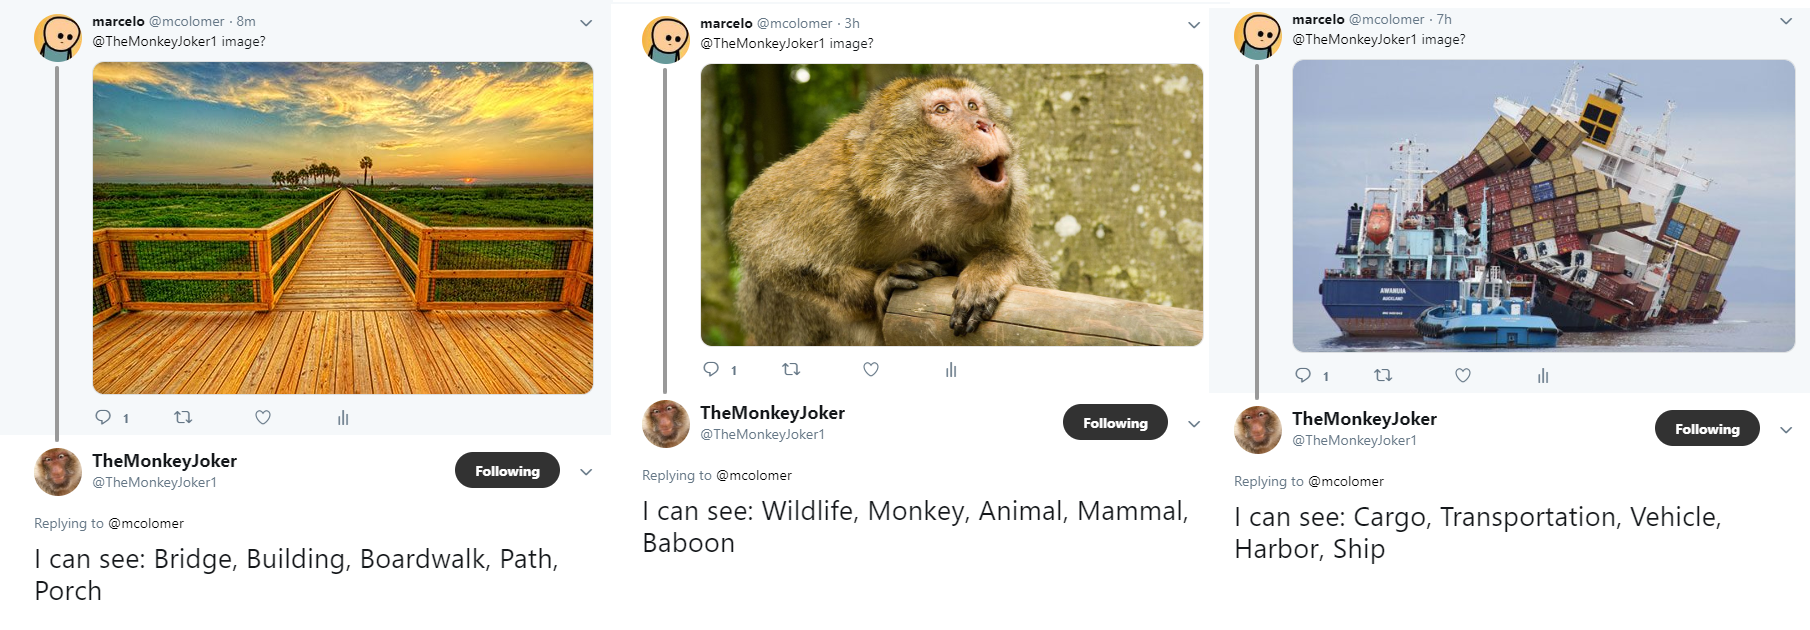 marcelo @mcolomer · 8m
@TheMonkeyJoker1 image?
1
TheMonkeyJoker
@TheMonkeyJoker1
Following
Replying to @mcolomer
I can see: Bridge, Building, Boardwalk, Path,
Porch
marcelo @mcolomer · 3h
@TheMonkeyJoker1 image?
1
TheMonkeyJoker
@TheMonkeyJoker1
Following
Replying to @mcolomer
I can see: Wildlife, Monkey, Animal, Mammal,
Baboon
marcelo @mcolomer · 7h
@TheMonkeyJoker1 image?
AWANUIA
AUCKLAND
1
TheMonkeyJoker
@TheMonkeyJoker1
Following
Replying to @mcolomer
I can see: Cargo, Transportation, Vehicle,
Harbor, Ship